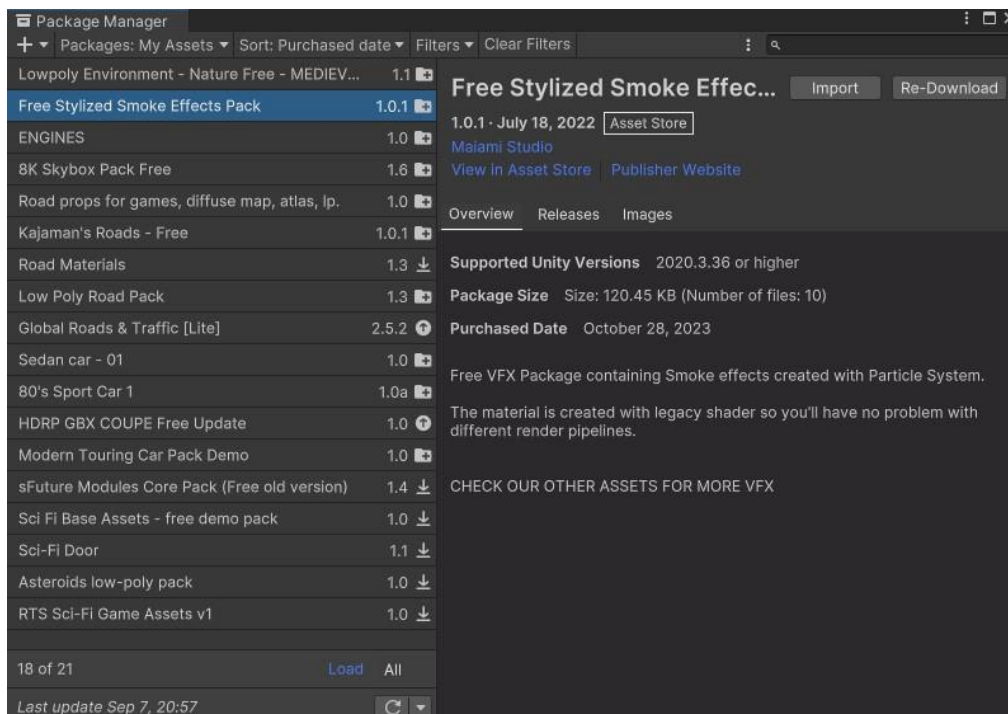 Package Manager
+ Packages: My Assets Sort: Purchased date Filters Clear Filters
Lowpoly Environment - Nature Free - MEDIEV... 1.1
Free Stylized Smoke Effects Pack 1.0.1
ENGINES 1.0
8K Skybox Pack Free 1.6
Road props for games, diffuse map, atlas, lp. 1.0
Kajaman's Roads - Free 1.0.1
Road Materials 1.3
Low Poly Road Pack 1.3
Global Roads & Traffic [Lite] 2.5.2
Sedan car - 01 1.0
80's Sport Car 1 1.0a
HDRP GBX COUPE Free Update 1.0
Modern Touring Car Pack Demo 1.0
sFuture Modules Core Pack (Free old version) 1.4
Sci Fi Base Assets - free demo pack 1.0
Sci-Fi Door 1.1
Asteroids low-poly pack 1.0
RTS Sci-Fi Game Assets v1 1.0
18 of 21 Load All
Last update Sep 7, 20:57
Free Stylized Smoke Effec... Import Re-Download
1.0.1 · July 18, 2022 Asset Store
Maiami Studio
View in Asset Store Publisher Website
Overview Releases Images
Supported Unity Versions 2020.3.36 or higher
Package Size Size: 120.45 KB (Number of files: 10)
Purchased Date October 28, 2023
Free VFX Package containing Smoke effects created with Particle System.
The material is created with legacy shader so you'll have no problem with
different render pipelines.
CHECK OUR OTHER ASSETS FOR MORE VFX